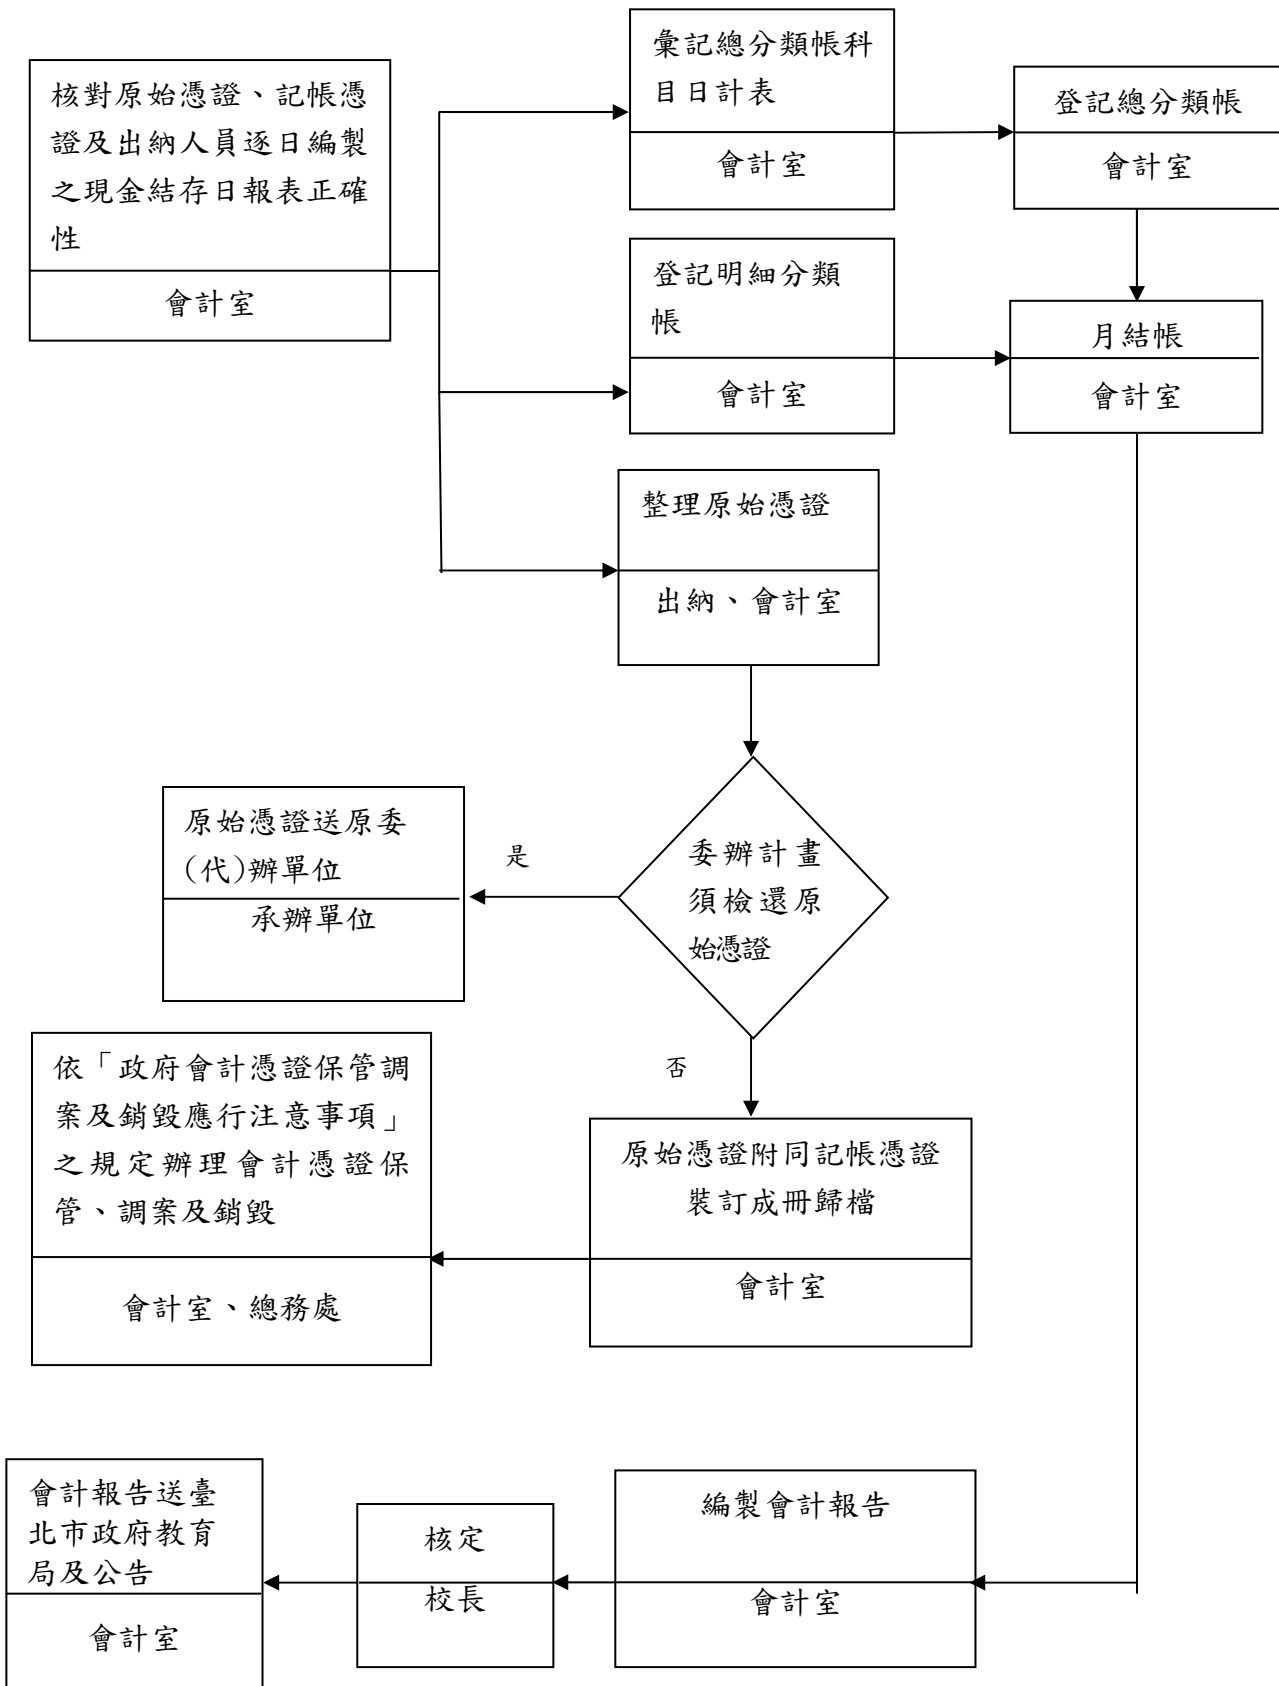 核對原始憑證、記帳憑
證及出納人員逐日編製
之現金結存日報表正確
性
會計室
彙記總分類帳科
目日計表
會計室
登記總分類帳
會計室
登記明細分類
帳
會計室
月結帳
會計室
整理原始憑證
出納、會計室
委辦計畫
須檢還原
始憑證
是
原始憑證送原委
(代)辦單位
承辦單位
否
原始憑證附同記帳憑證
裝訂成冊歸檔
會計室
依「政府會計憑證保管調
案及銷毀應行注意事項」
之規定辦理會計憑證保
管、調案及銷毀
會計室、總務處
編製會計報告
會計室
核定
校長
會計報告送臺
北市政府教育
局及公告
會計室